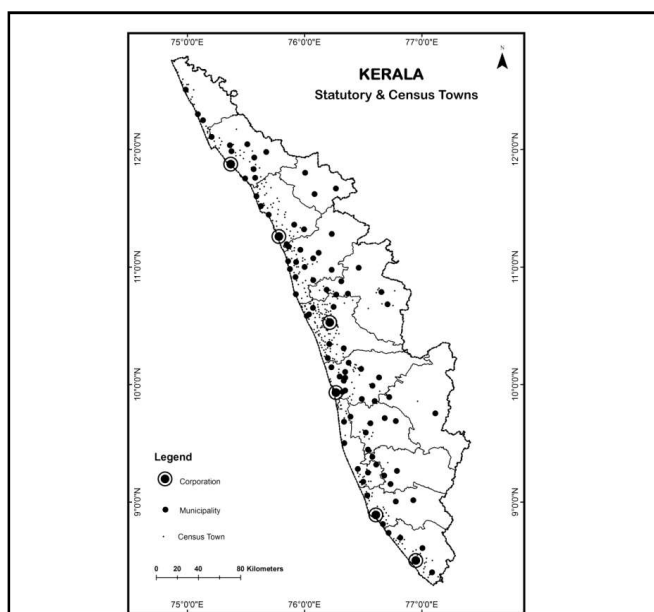 75°0'0"E 76°0'0"E 77°0'0"E
N
KERALA
Statutory & Census Towns
12°0'0"N 12°0'0"N
11°0'0"N 11°0'0"N
10°0'0"N 10°0'0"N
9°0'0"N 9°0'0"N
Legend
Corporation
Municipality
Census Town
0 20 40 80 Kilometers
75°0'0"E 76°0'0"E 77°0'0"E